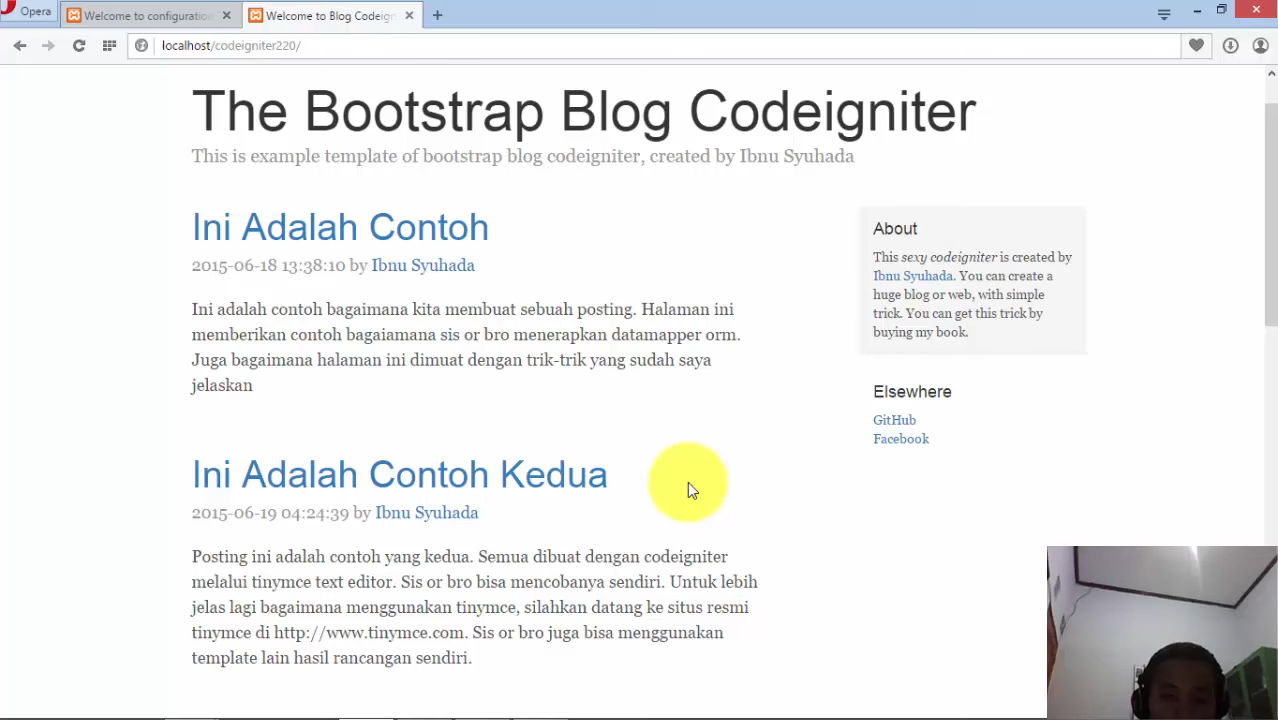 Opera
Welcome to configuration
Welcome to Blog Codeign
localhost/codeigniter220/
The Bootstrap Blog Codeigniter
This is example template of bootstrap blog codeigniter, created by Ibnu Syuhada
Ini Adalah Contoh
2015-06-18 13:38:10 by Ibnu Syuhada
Ini adalah contoh bagaimana kita membuat sebuah posting. Halaman ini
memberikan contoh bagaiamana sis or bro menerapkan datamapper orm.
Juga bagaimana halaman ini dimuat dengan trik-trik yang sudah saya
jelaskan
Ini Adalah Contoh Kedua
2015-06-19 04:24:39 by Ibnu Syuhada
Posting ini adalah contoh yang kedua. Semua dibuat dengan codeigniter
melalui tinymce text editor. Sis or bro bisa mencobanya sendiri. Untuk lebih
jelas lagi bagaimana menggunakan tinymce, silahkan datang ke situs resmi
tinymce di http://www.tinymce.com. Sis or bro juga bisa menggunakan
template lain hasil rancangan sendiri.
About
This sexy codeigniter is created by
Ibnu Syuhada. You can create a
huge blog or web, with simple
trick. You can get this trick by
buying my book.
Elsewhere
GitHub
Facebook